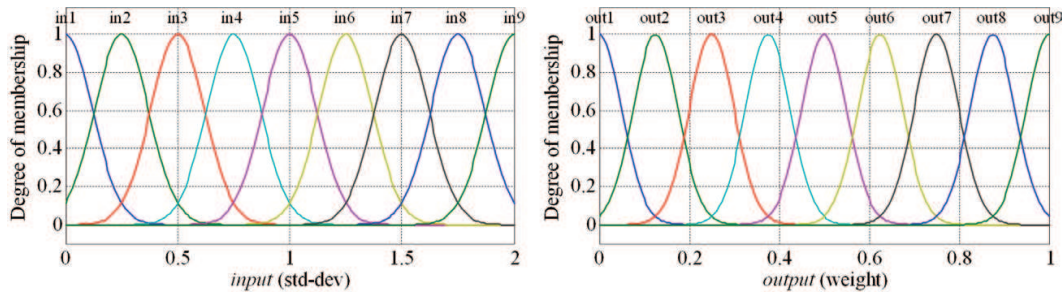 in1 in2 in3 in4 in5 in6 in7 in8 in9
1
0.8
0.6
0.4
0.2
0
Degree of membership
0 0.5 1 1.5 2
input (std-dev)
out1 out2 out3 out4 out5 out6 out7 out8 out9
1
0.8
0.6
0.4
0.2
0
Degree of membership
0 0.2 0.4 0.6 0.8 1
output (weight)